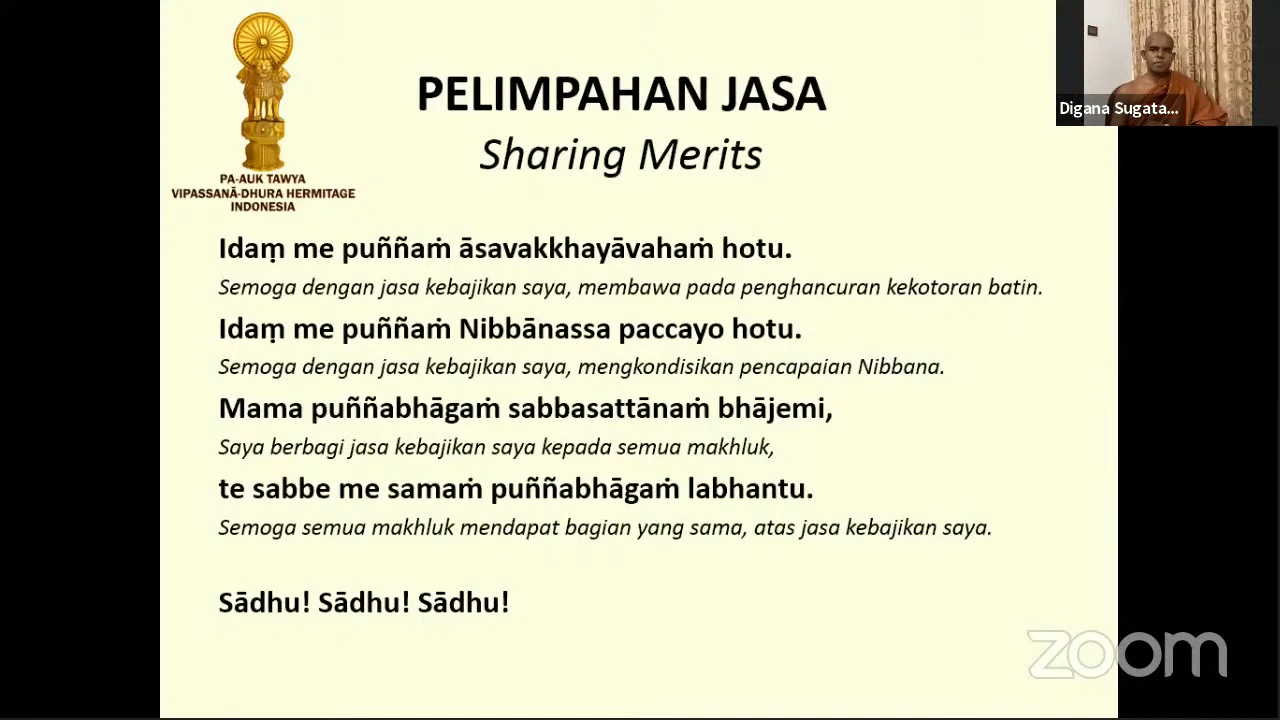 PELIMPAHAN JASA
Sharing Merits
PA-AUK TAWYA
VIPASSANĀ-DHURA HERMITAGE
INDONESIA
Digana Sugata...
Idaṃ me puññaṁ āsavakkhayāvahaṁ hotu.
Semoga dengan jasa kebajikan saya, membawa pada penghancuran kekotoran batin.
Idaṃ me puññaṁ Nibbānassa paccayo hotu.
Semoga dengan jasa kebajikan saya, mengkondisikan pencapaian Nibbana.
Mama puññabhāgaṁ sabbasattānaṁ bhājemi,
Saya berbagi jasa kebajikan saya kepada semua makhluk,
te sabbe me samaṁ puññabhāgaṁ labhantu.
Semoga semua makhluk mendapat bagian yang sama, atas jasa kebajikan saya.
Sādhu! Sādhu! Sādhu!
zoom